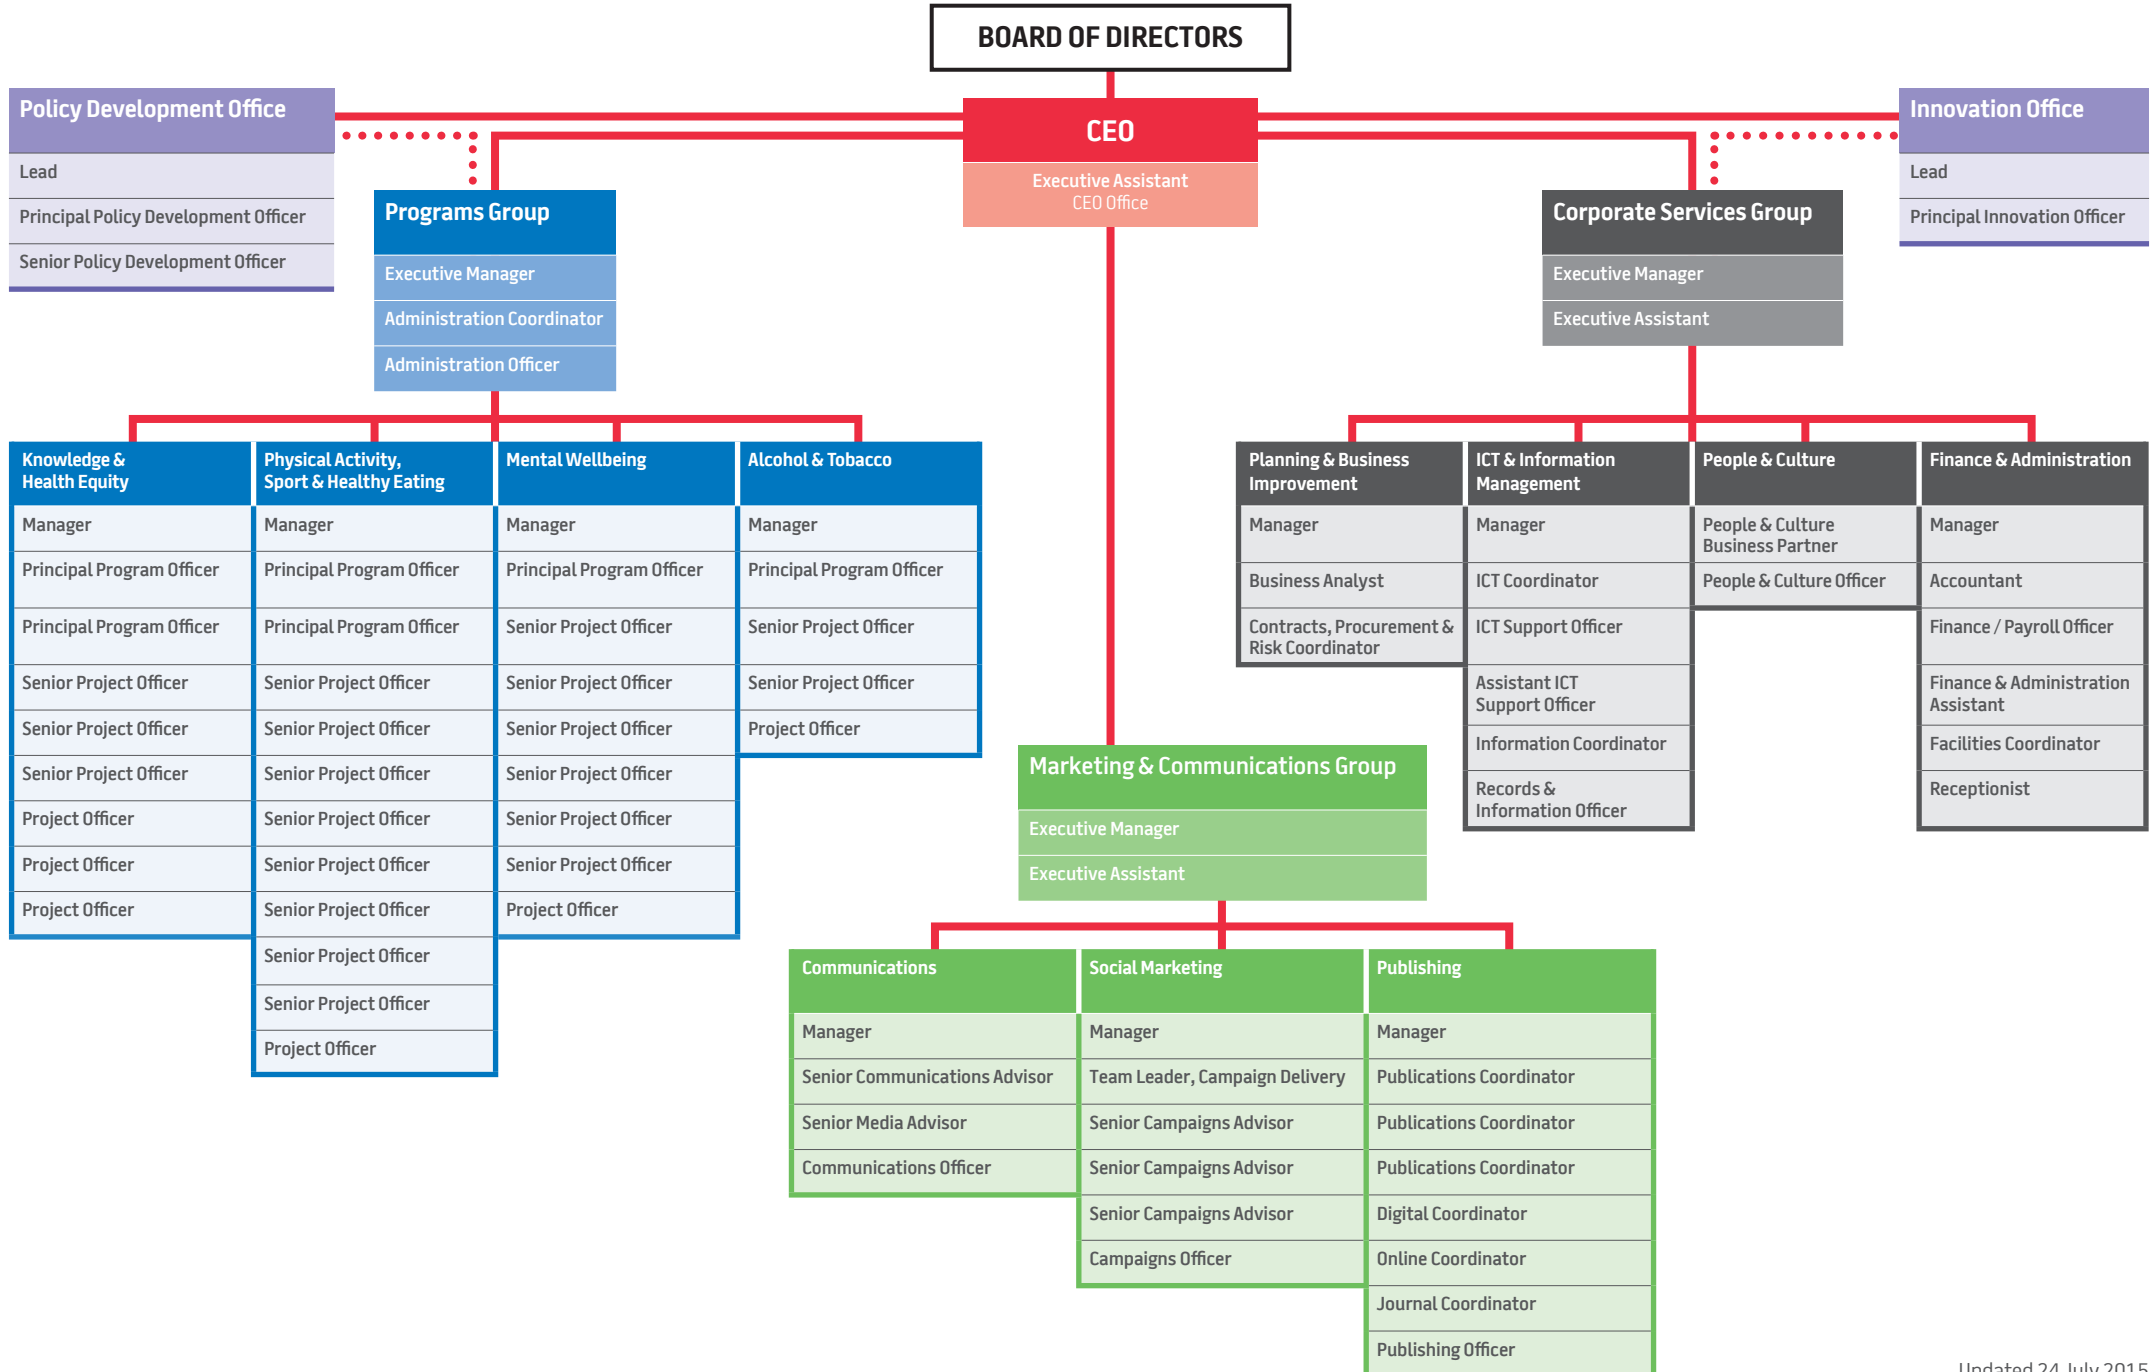 BOARD OF DIRECTORS
CEO
Executive Assistant
CEO Office
Policy Development Office
Lead
Principal Policy Development Officer
Senior Policy Development Officer
Innovation Office
Lead
Principal Innovation Officer
Programs Group
Executive Manager
Administration Coordinator
Administration Officer
Corporate Services Group
Executive Manager
Executive Assistant
Knowledge &
Health Equity
Manager
Principal Program Officer
Principal Program Officer
Senior Project Officer
Senior Project Officer
Senior Project Officer
Project Officer
Project Officer
Project Officer
Physical Activity,
Sport & Healthy Eating
Manager
Principal Program Officer
Principal Program Officer
Senior Project Officer
Senior Project Officer
Senior Project Officer
Senior Project Officer
Senior Project Officer
Senior Project Officer
Senior Project Officer
Senior Project Officer
Project Officer
Mental Wellbeing
Manager
Principal Program Officer
Senior Project Officer
Senior Project Officer
Senior Project Officer
Senior Project Officer
Senior Project Officer
Senior Project Officer
Project Officer
Alcohol & Tobacco
Manager
Principal Program Officer
Senior Project Officer
Senior Project Officer
Project Officer
Planning & Business
Improvement
Manager
Business Analyst
Contracts, Procurement &
Risk Coordinator
ICT & Information
Management
Manager
ICT Coordinator
ICT Support Officer
Assistant ICT
Support Officer
Information Coordinator
Records &
Information Officer
People & Culture
People & Culture
Business Partner
People & Culture Officer
Finance & Administration
Manager
Accountant
Finance / Payroll Officer
Finance & Administration
Assistant
Facilities Coordinator
Receptionist
Marketing & Communications Group
Executive Manager
Executive Assistant
Communications
Manager
Senior Communications Advisor
Senior Media Advisor
Communications Officer
Social Marketing
Manager
Team Leader, Campaign Delivery
Senior Campaigns Advisor
Senior Campaigns Advisor
Senior Campaigns Advisor
Campaigns Officer
Publishing
Manager
Publications Coordinator
Publications Coordinator
Publications Coordinator
Digital Coordinator
Online Coordinator
Journal Coordinator
Publishing Officer
Updated 24 July 2015